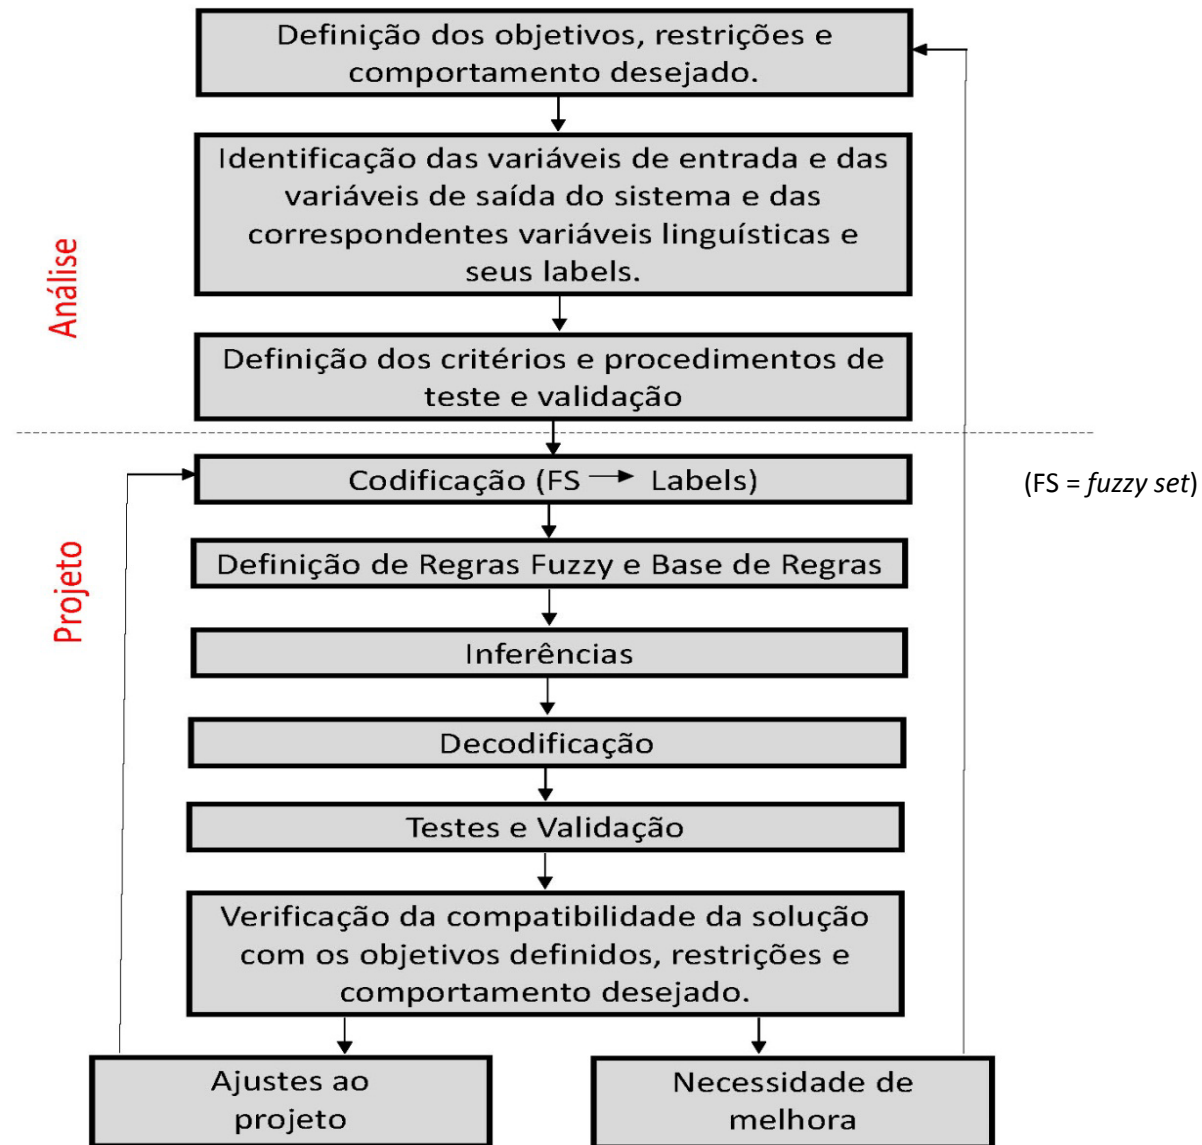 Definição dos objetivos, restrições e
comportamento desejado.
Identificação das variáveis de entrada e das
variáveis de saída do sistema e das
correspondentes variáveis linguísticas e
seus labels.
Análise
Definição dos critérios e procedimentos de
teste e validação
Codificação (FS → Labels)
(FS = fuzzy set)
Projeto
Definição de Regras Fuzzy e Base de Regras
Inferências
Decodificação
Testes e Validação
Verificação da compatibilidade da solução
com os objetivos definidos, restrições e
comportamento desejado.
Ajustes ao
projeto
Necessidade de
melhora